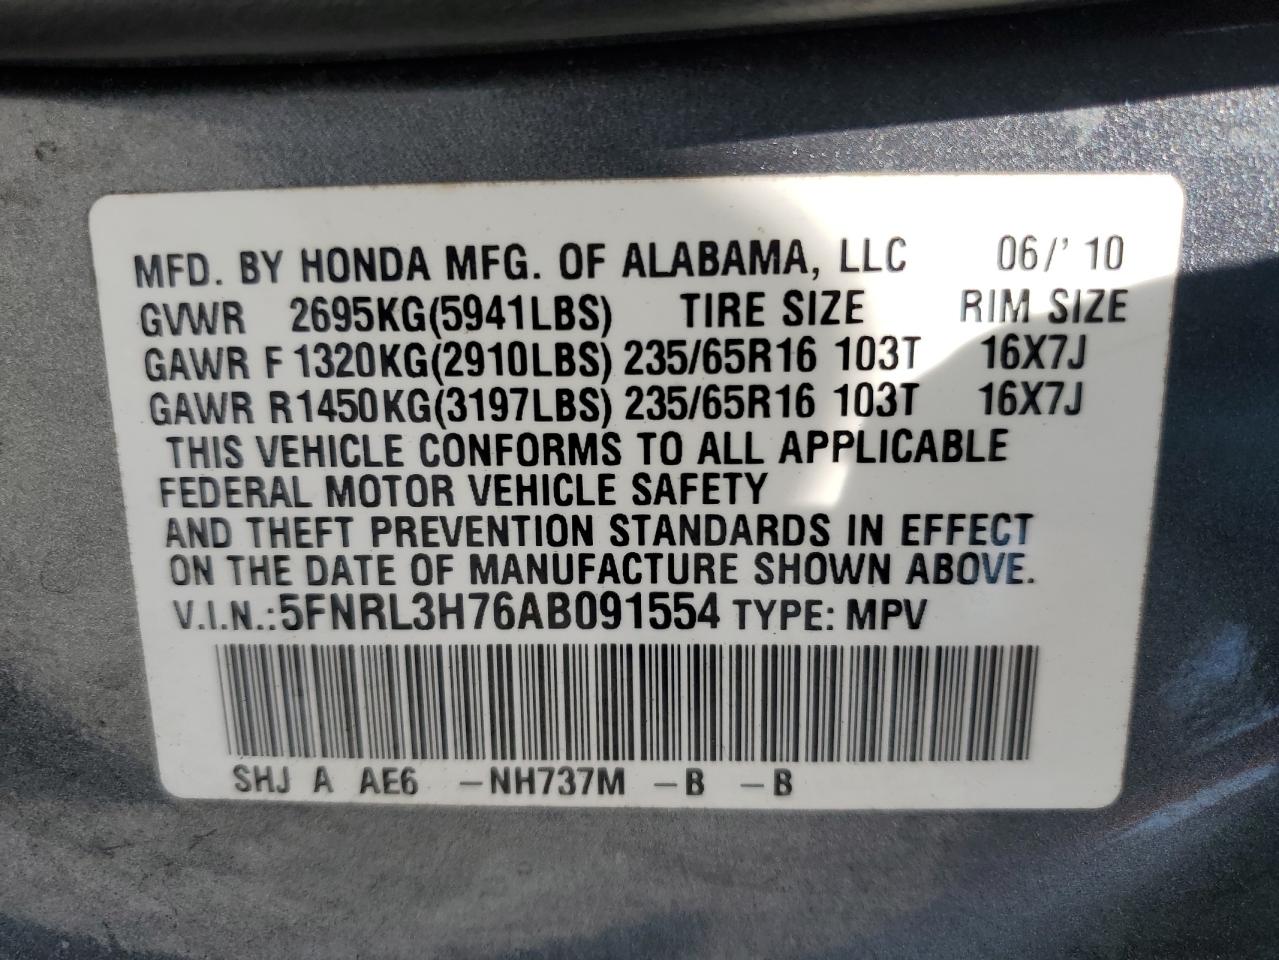 MFD. BY HONDA MFG. OF ALABAMA, LLC 06/'10
GVWR 2695KG(5941LBS) TIRE SIZE RIM SIZE
GAWR F 1320KG(2910LBS) 235/65R16 103T 16X7J
GAWR R1450KG(3197LBS) 235/65R16 103T 16X7J
THIS VEHICLE CONFORMS TO ALL APPLICABLE
FEDERAL MOTOR VEHICLE SAFETY
AND THEFT PREVENTION STANDARDS IN EFFECT
ON THE DATE OF MANUFACTURE SHOWN ABOVE.
V.I.N.:5FNRL3H76AB091554 TYPE: MPV
SHJ A AE6 -NH737M -B -B